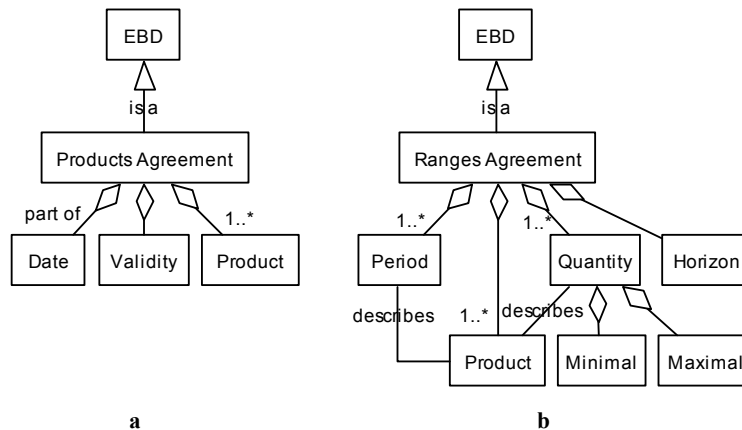 EBD
EBD
is a
is a
Products Agreement
Ranges Agreement
part of
1..*
1..*
1..*
Date
Validity
Product
Period
Quantity
Horizon
describes
1..*
describes
Product
Minimal
Maximal
a
b